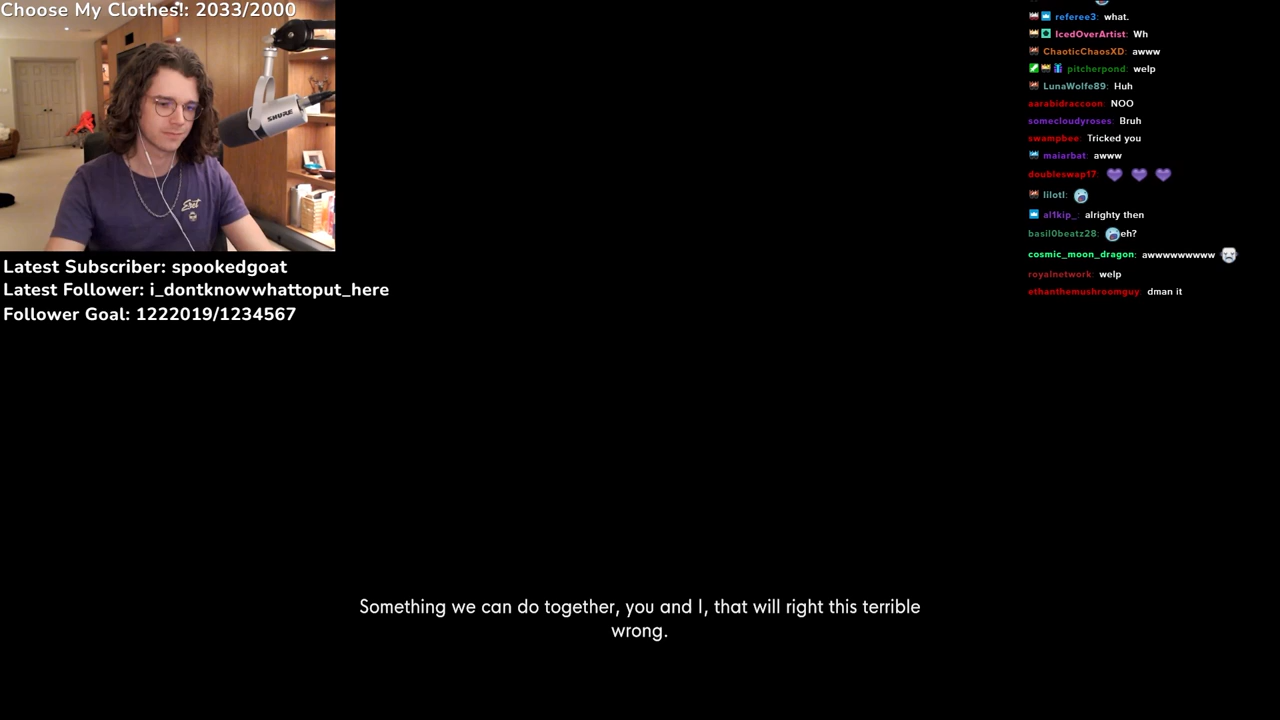 Choose My Clothes!: 2033/2000
SHURE
Eret
Latest Subscriber: spookedgoat
Latest Follower: i_dontknowwhattoput_here
Follower Goal: 1222019/1234567
referee3: what.
IcedOverArtist: Wh
ChaoticChaosXD: awww
pitcherpond: welp
LunaWolfe89: Huh
aarabidraccoon: NOO
somecloudyroses: Bruh
swampbee: Tricked you
maiarbat: awww
doubleswap17:
lilotl:
al1kip_: alrighty then
basil0beatz28: eh?
cosmic_moon_dragon: awwwwwwwww
royalnetwork: welp
ethanthemushroomguy: dman it
Something we can do together, you and I, that will right this terrible
wrong.